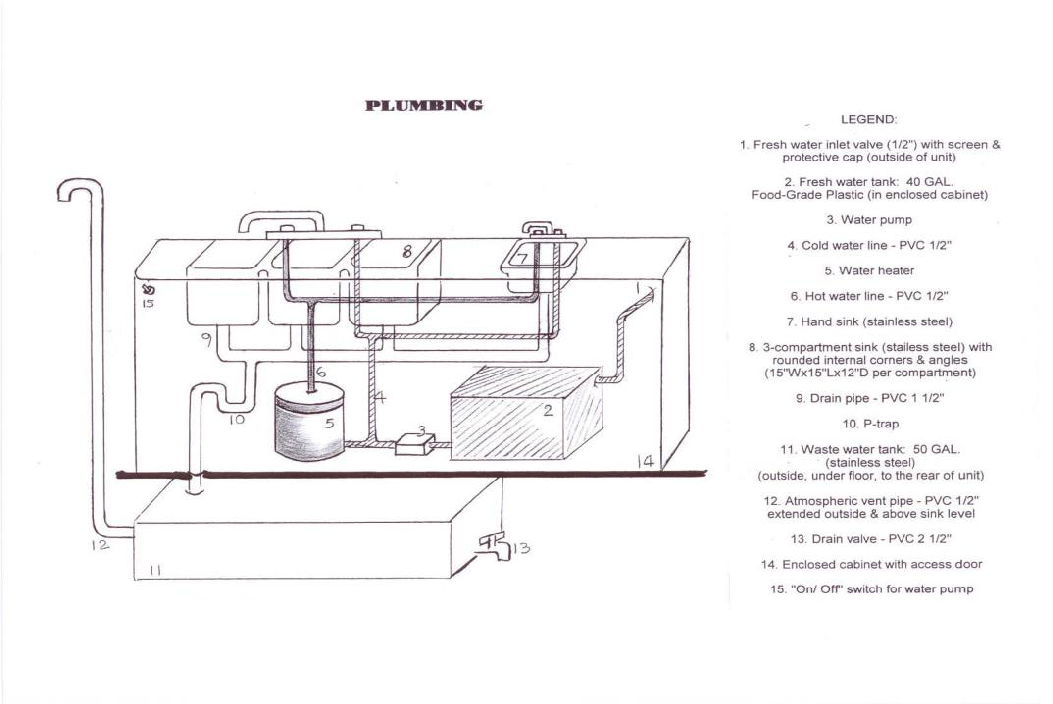 PLUMBING
LEGEND:
1. Fresh water inlet valve (1/2") with screen &
protective cap (outside of unit)
2. Fresh water tank: 40 GAL.
Food-Grade Plastic (in enclosed cabinet)
3. Water pump
4. Cold water line - PVC 1/2"
5. Water heater
6. Hot water line - PVC 1/2"
7. Hand sink (stainless steel)
8. 3-compartment sink (stailess steel) with
rounded internal corners & angles
(15"Wx15"Lx12"D per compartment)
9. Drain pipe - PVC 1 1/2"
10. P-trap
11. Waste water tank: 50 GAL.
(stainless steel)
(outside, under floor, to the rear of unit)
12. Atmospheric vent pipe - PVC 1/2"
extended outside & above sink level
13. Drain valve - PVC 2 1/2"
14. Enclosed cabinet with access door
15. "On/ Off" switch for water pump
8
7
1
15
9
6
4
10
5
3
2
14
12
11
13